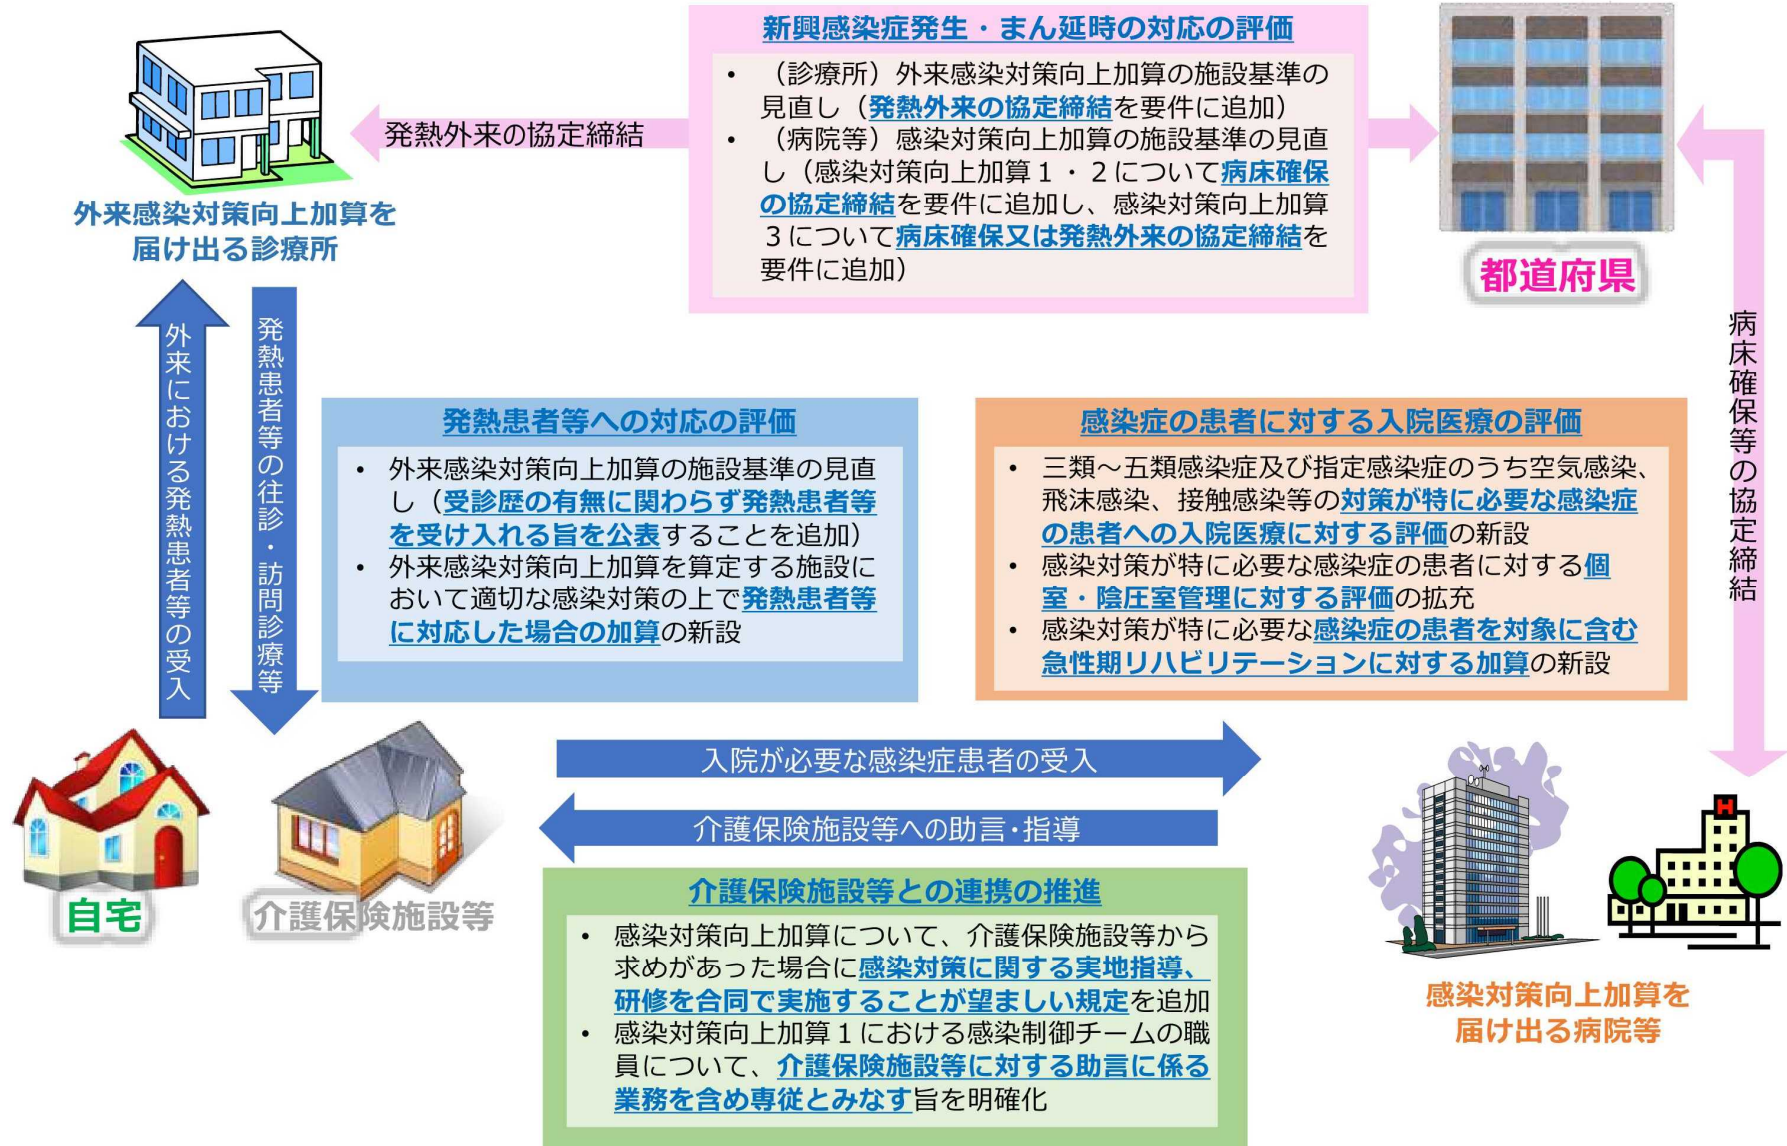 新興感染症発生・まん延時の対応の評価
• （診療所）外来感染対策向上加算の施設基準の
見直し（発熱外来の協定締結を要件に追加）
• （病院等）感染対策向上加算の施設基準の見直
し（感染対策向上加算１・２について病床確保
の協定締結を要件に追加し、感染対策向上加算
３について病床確保又は発熱外来の協定締結を
要件に追加）
発熱外来の協定締結
外来感染対策向上加算を
届け出る診療所
都道府県
病床確保等の協定締結
外来における発熱患者等の受入
発熱患者等の往診・訪問診療等
発熱患者等への対応の評価
• 外来感染対策向上加算の施設基準の見直
し（受診歴の有無に関わらず発熱患者等
を受け入れる旨を公表することを追加）
• 外来感染対策向上加算を算定する施設に
おいて適切な感染対策の上で発熱患者等
に対応した場合の加算の新設
感染症の患者に対する入院医療の評価
• 三類～五類感染症及び指定感染症のうち空気感染、
飛沫感染、接触感染等の対策が特に必要な感染症
の患者への入院医療に対する評価の新設
• 感染対策が特に必要な感染症の患者に対する個
室・陰圧室管理に対する評価の拡充
• 感染対策が特に必要な感染症の患者を対象に含む
急性期リハビリテーションに対する加算の新設
入院が必要な感染症患者の受入
介護保険施設等への助言･指導
自宅
介護保険施設等
介護保険施設等との連携の推進
• 感染対策向上加算について、介護保険施設等から
求めがあった場合に感染対策に関する実地指導、
研修を合同で実施することが望ましい規定を追加
• 感染対策向上加算１における感染制御チームの職
員について、介護保険施設等に対する助言に係る
業務を含め専従とみなす旨を明確化
H
感染対策向上加算を
届け出る病院等